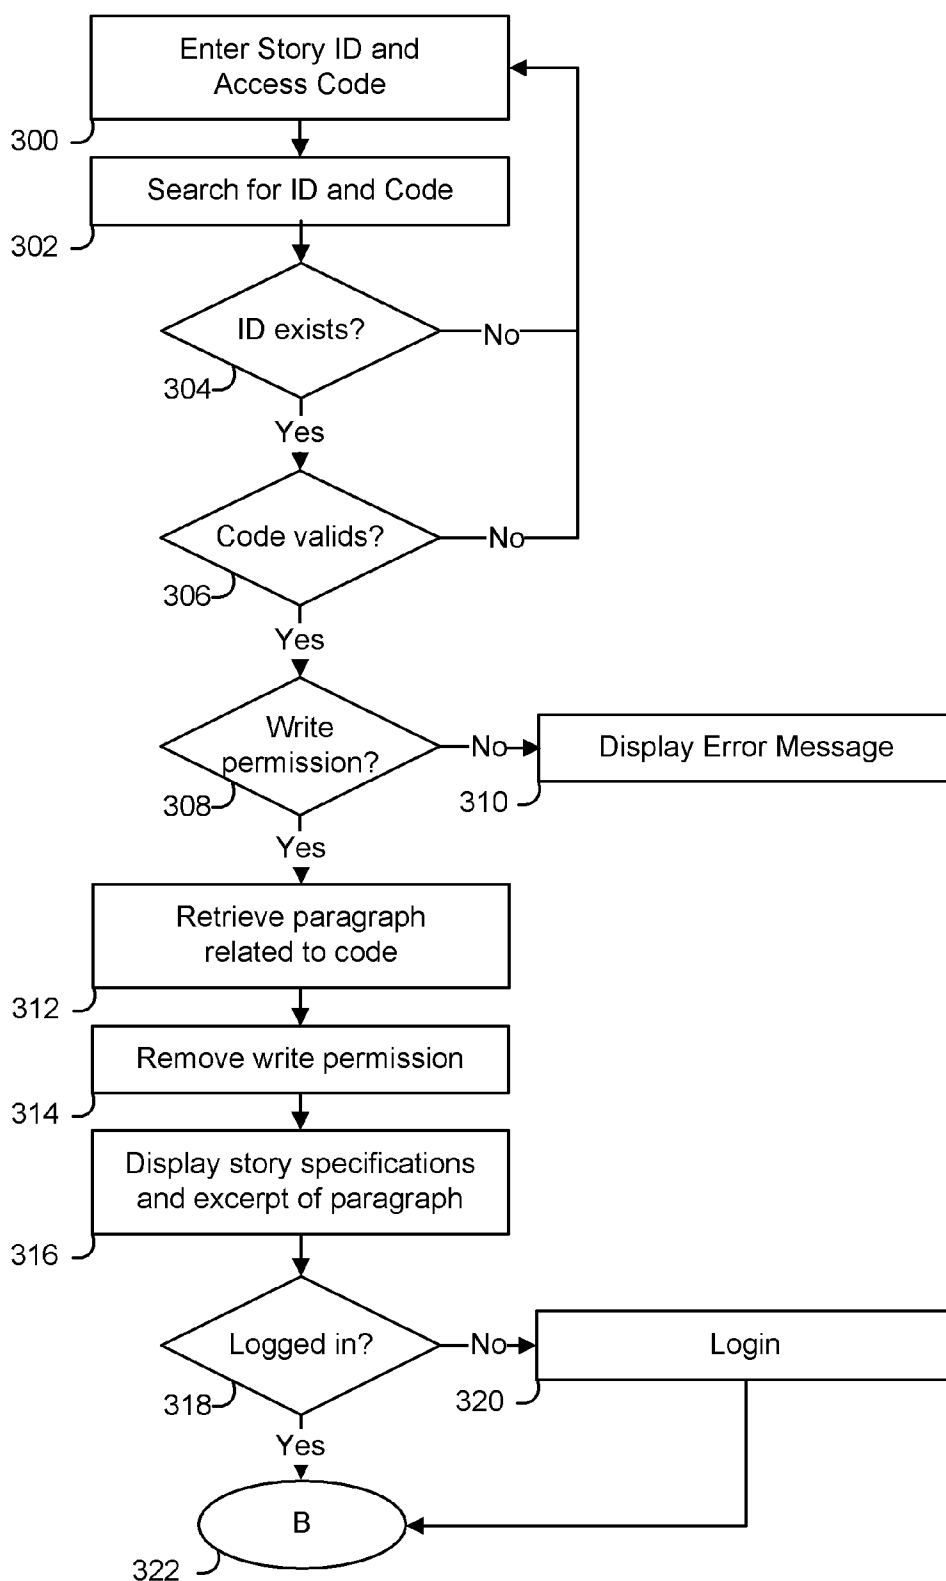 Enter Story ID and
Access Code
300
Search for ID and Code
302
ID exists?
No
304
Yes
Code valids?
No
306
Yes
Write
permission?
No
Display Error Message
308
310
Yes
Retrieve paragraph
related to code
312
Remove write permission
314
Display story specifications
and excerpt of paragraph
316
Logged in?
No
Login
318
320
Yes
B
322